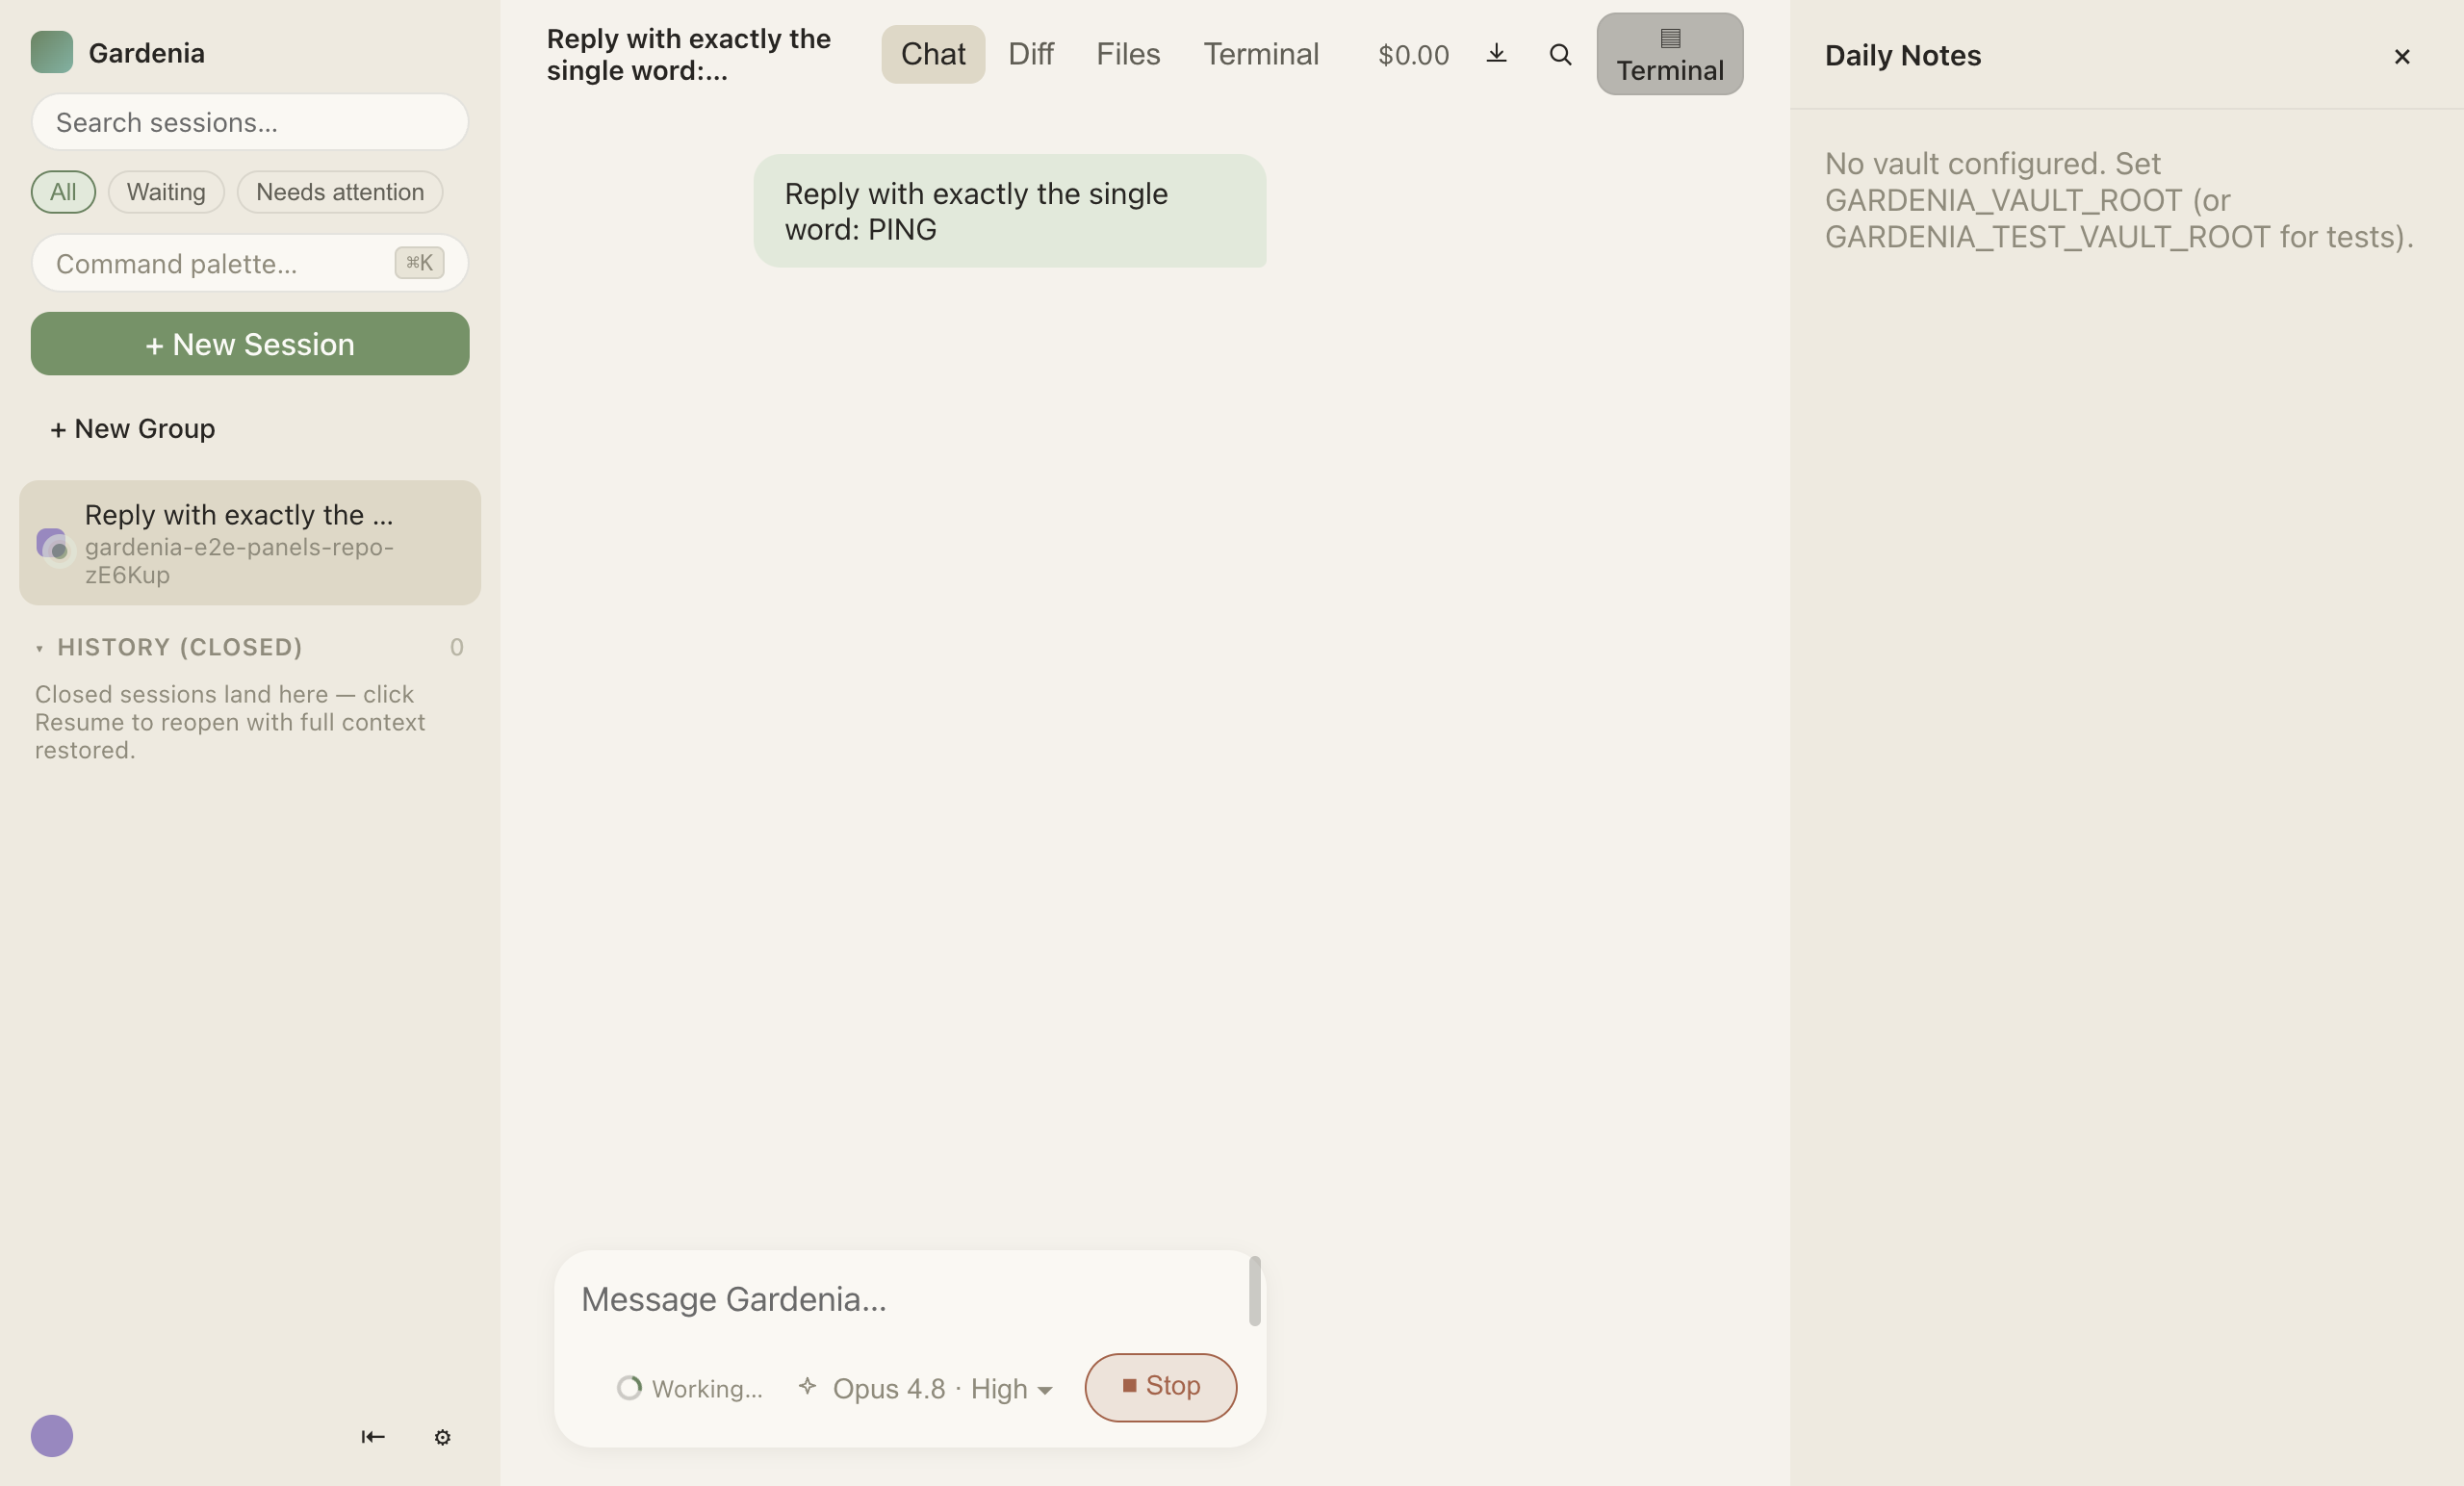 Gardenia
Search sessions...
All
Waiting
Needs attention
Command palette...
⌘K
+ New Session
+ New Group
Reply with exactly the ...
gardenia-e2e-panels-repo-
zE6Kup
HISTORY (CLOSED)
0
Closed sessions land here — click
Resume to reopen with full context
restored.
Reply with exactly the
single word:...
Chat
Diff
Files
Terminal
$0.00
Terminal
Reply with exactly the single
word: PING
Message Gardenia...
Working...
Opus 4.8 · High
Stop
Daily Notes
No vault configured. Set
GARDENIA_VAULT_ROOT (or
GARDENIA_TEST_VAULT_ROOT for tests).